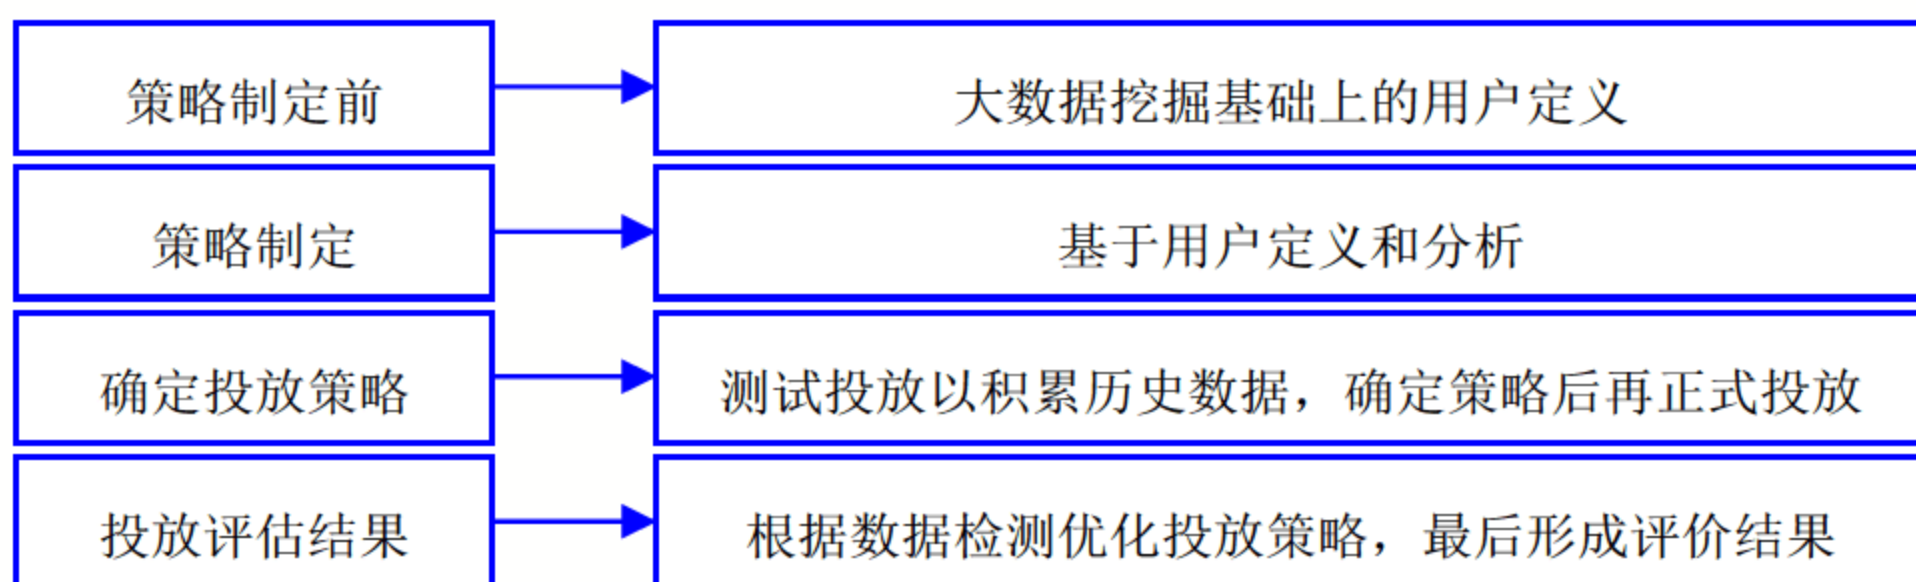 策略制定前
大数据挖掘基础上的用户定义
策略制定
基于用户定义和分析
确定投放策略
测试投放以积累历史数据，确定策略后再正式投放
投放评估结果
根据数据检测优化投放策略，最后形成评价结果